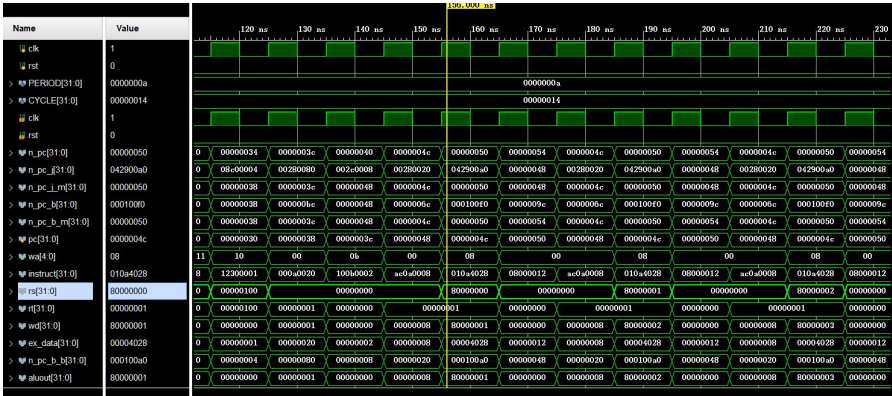 156.000 ns
Name Value 120 ns 130 ns 140 ns 150 ns 160 ns 170 ns 180 ns 190 ns 200 ns 210 ns 220 ns 230
clk 1
rst 0
PERIOD[31:0] 0000000a 0000000a
CYCLE[31:0] 00000014 00000014
clk 1
rst 0
n_pc[31:0] 00000050 0 00000034 0000003c 00000040 0000004c 00000050 00000054 0000004c 00000050 00000054 0000004c 00000050 00000054
n_pc_j[31:0] 042900a0 0 08c00004 00280080 002c0008 00280020 042900a0 00000048 00280020 042900a0 00000048 00280020 042900a0 00000048
n_pc_j_m[31:0] 00000050 0 00000038 0000003c 00000048 0000004c 00000050 00000048 0000004c 00000050 00000048 0000004c 00000050 00000048
n_pc_b[31:0] 000100f0 0 00000038 000000bc 00000048 0000006c 000100f0 0000009c 0000006c 000100f0 0000009c 0000006c 000100f0 0000009c
n_pc_b_m[31:0] 00000050 0 00000038 0000003c 00000048 0000004c 00000050 00000054 0000004c 00000050 00000054 0000004c 00000050 00000054
pc[31:0] 0000004c 0 00000030 00000038 0000003c 00000048 0000004c 00000050 00000048 0000004c 00000050 00000048 0000004c 00000050
wa[4:0] 08 11 10 00 0b 00 08 00 08 00 08 00
instruct[31:0] 010a4028 8 12300001 000a0020 100b0002 ac0a0008 010a4028 08000012 ac0a0008 010a4028 08000012 ac0a0008 010a4028 08000012
rs[31:0] 80000000 0 00000100 00000000 80000000 00000000 80000001 00000000 80000002 00000000
rt[31:0] 00000001 0 00000100 00000001 00000000 00000001 00000000 00000001 00000000 00000001 00000000
wd[31:0] 80000001 0 00000000 00000001 00000000 00000008 80000001 00000000 00000008 80000002 00000000 00000008 80000003 00000000
ex_data[31:0] 00004028 0 00000001 00000020 00000002 00000008 00004028 00000012 00000008 00004028 00000012 00000008 00004028 00000012
n_pc_b_b[31:0] 000100a0 0 00000004 00000080 00000008 00000020 000100a0 00000048 00000020 000100a0 00000048 00000020 000100a0 00000048
aluout[31:0] 80000001 0 00000000 00000001 00000000 00000008 80000001 00000000 00000008 80000002 00000000 00000008 80000003 00000000